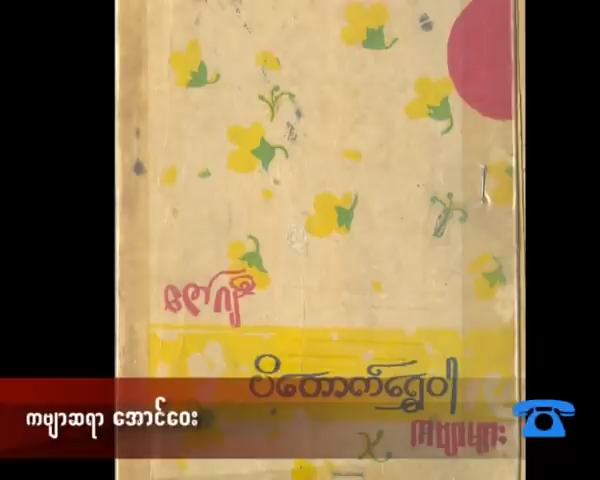 ဇော်ဂျီ
ပိတောက်ရွှေဝါ
ကဗျာများ
ကဗျာဆရာ အောင်ဝေး